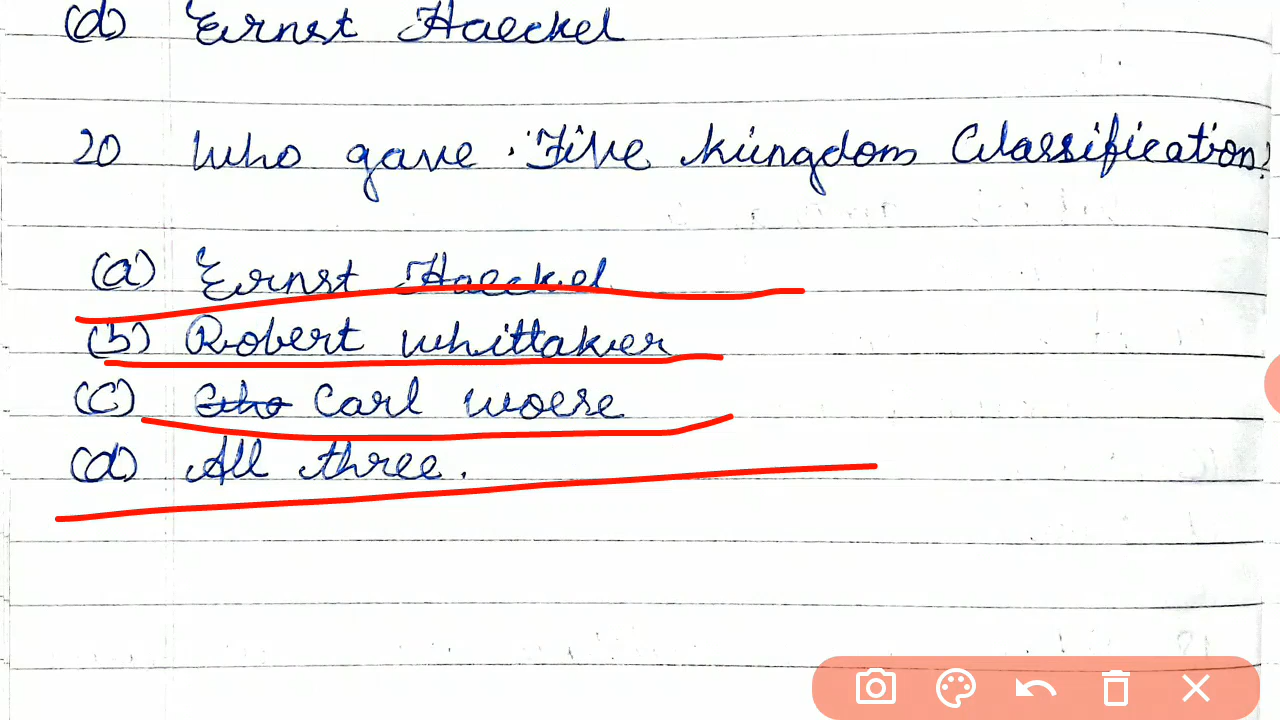 (d) Ernst Haeckel
20 Who gave Five kingdom Classification?
(a) Ernst Haeckel
(b) Robert Whittaker
(c) Carl woese
(d) All three.